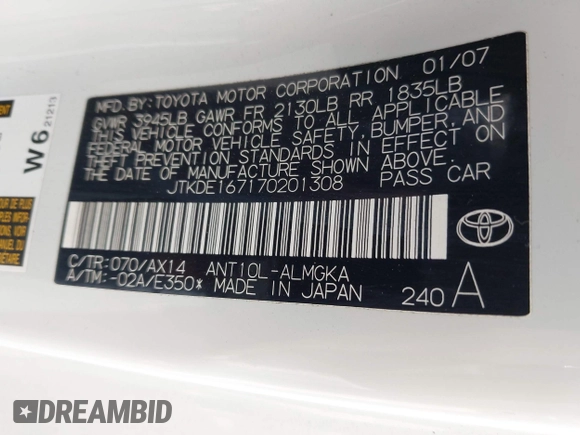 MFD.BY: TOYOTA MOTOR CORPORATION 01/07
GVWR 3945LB GAWR FR 2130LB RR 1835LB
THIS VEHICLE CONFORMS TO ALL APPLICABLE
FEDERAL MOTOR VEHICLE SAFETY, BUMPER, AND
THEFT PREVENTION STANDARDS IN EFFECT ON
THE DATE OF MANUFACTURE SHOWN ABOVE.
JTKDE167170201308 PASS CAR
C/TR:070/AX14 ANT10L-ALMGKA
A/TM:-02A/E350* MADE IN JAPAN
240 A
W6 21213
DREAMBID